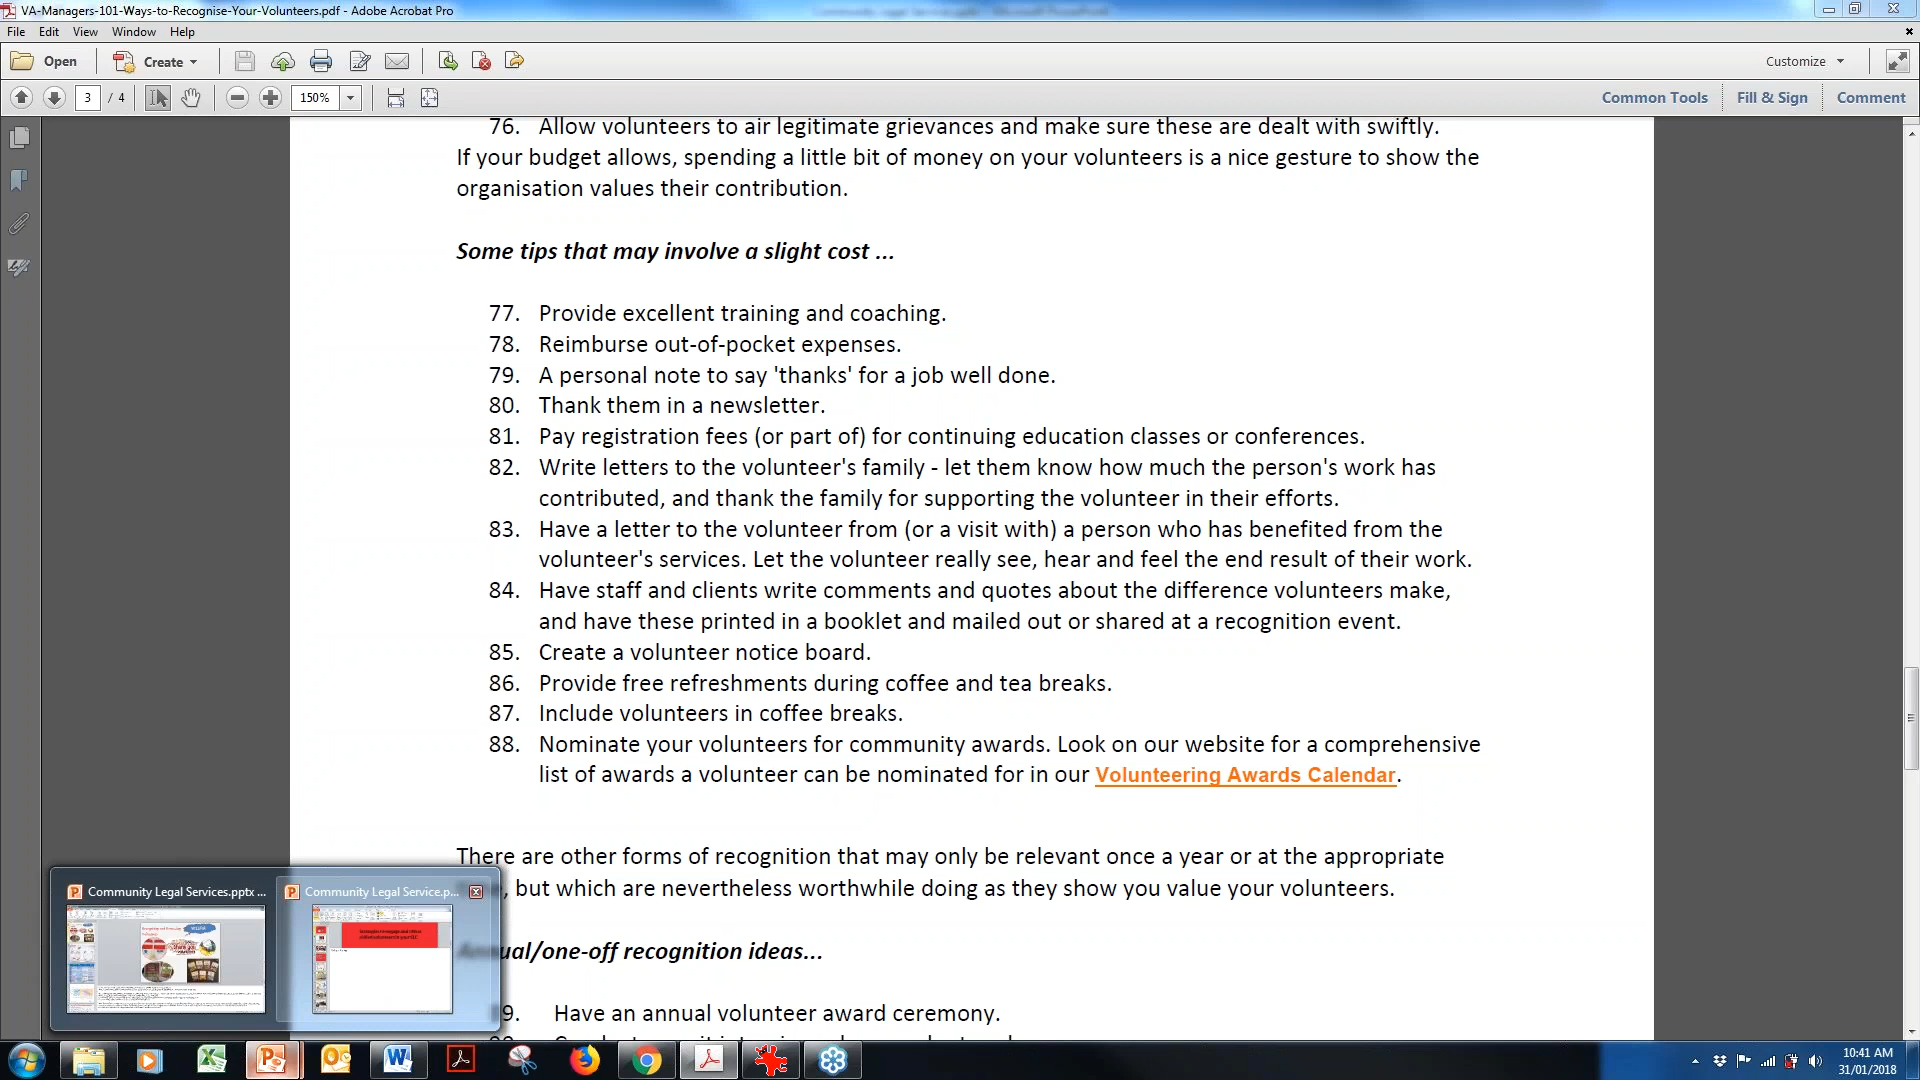 VA-Managers-101-Ways-to-Recognise-Your-Volunteers.pdf - Adobe Acrobat Pro
File Edit View Window Help
Open Create Customize
3 / 4 150% Common Tools Fill & Sign Comment
76. Allow volunteers to air legitimate grievances and make sure these are dealt with swiftly.
If your budget allows, spending a little bit of money on your volunteers is a nice gesture to show the
organisation values their contribution.
Some tips that may involve a slight cost ...
77. Provide excellent training and coaching.
78. Reimburse out-of-pocket expenses.
79. A personal note to say 'thanks' for a job well done.
80. Thank them in a newsletter.
81. Pay registration fees (or part of) for continuing education classes or conferences.
82. Write letters to the volunteer's family - let them know how much the person's work has
contributed, and thank the family for supporting the volunteer in their efforts.
83. Have a letter to the volunteer from (or a visit with) a person who has benefited from the
volunteer's services. Let the volunteer really see, hear and feel the end result of their work.
84. Have staff and clients write comments and quotes about the difference volunteers make,
and have these printed in a booklet and mailed out or shared at a recognition event.
85. Create a volunteer notice board.
86. Provide free refreshments during coffee and tea breaks.
87. Include volunteers in coffee breaks.
88. Nominate your volunteers for community awards. Look on our website for a comprehensive
list of awards a volunteer can be nominated for in our Volunteering Awards Calendar.
There are other forms of recognition that may only be relevant once a year or at the appropriate
, but which are nevertheless worthwhile doing as they show you value your volunteers.
Community Legal Services.pptx ... Community Legal Service.p...
Annual/one-off recognition ideas...
9. Have an annual volunteer award ceremony.
10:41 AM
31/01/2018